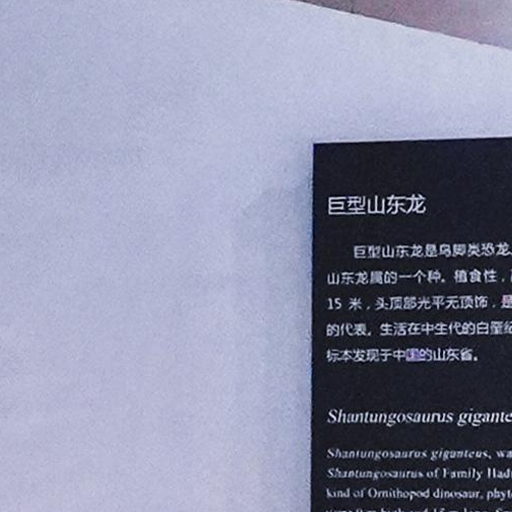 巨型山东龙
巨型山东龙是鸟脚类恐龙
山东龙属的一个种。植食性，
15 米，头顶部光平无顶饰，是
的代表。生活在中生代的白垩纪
标本发现于中国的山东省。
Shantungosaurus gigante
Shantungosaurus giganteus, wa
Shantungosaurus of Family Had
kind of Ornithopod dinosaur, phyt